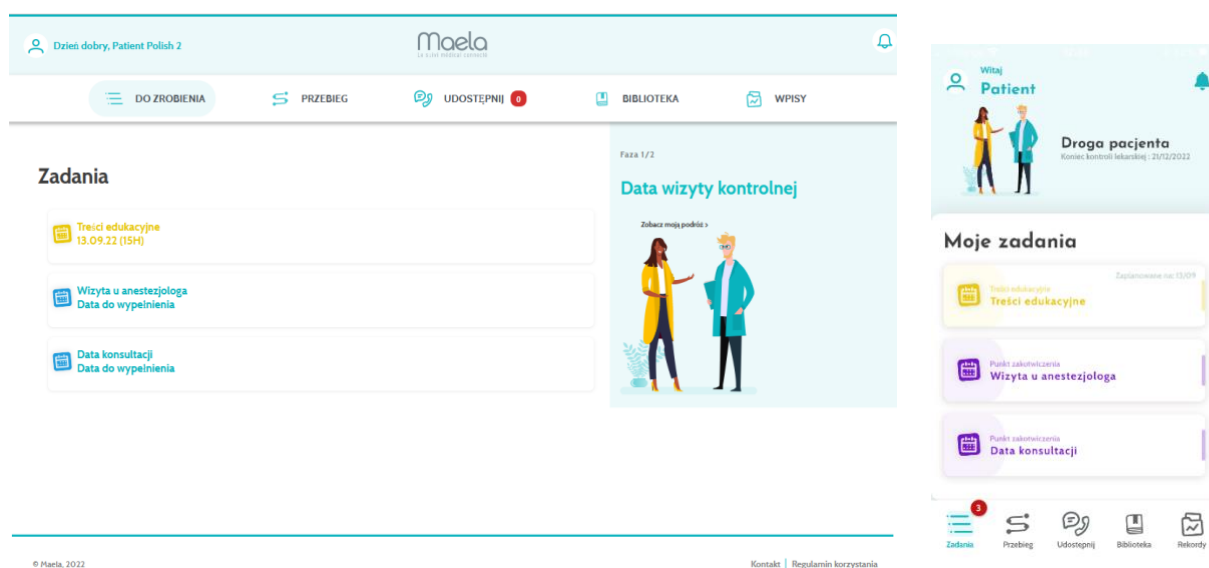 Dzień dobry, Patient Polish 2
Maela
DO ZROBIENIA
PRZEBIEG
UDOSTĘPNIJ 0
BIBLIOTEKA
WPISY
Zadania
Treści edukacyjne
13.09.22 (15H)
Wizyta u anestezjologa
Data do wypełnienia
Data konsultacji
Data do wypełnienia
Faza 1/2
Data wizyty kontrolnej
Zobacz moją podróż >
© Maela, 2022
Kontakt | Regulamin korzystania
Witaj
Patient
Droga pacjenta
Koniec kontroli lekarskiej : 21/12/2022
Moje zadania
Zaplanowane na: 13/09
Treści edukacyjne
Treści edukacyjne
Punkt zakotwiczenia
Wizyta u anestezjologa
Punkt zakotwiczenia
Data konsultacji
3
Zadania
Przebieg
Udostępnij
Biblioteka
Rekordy